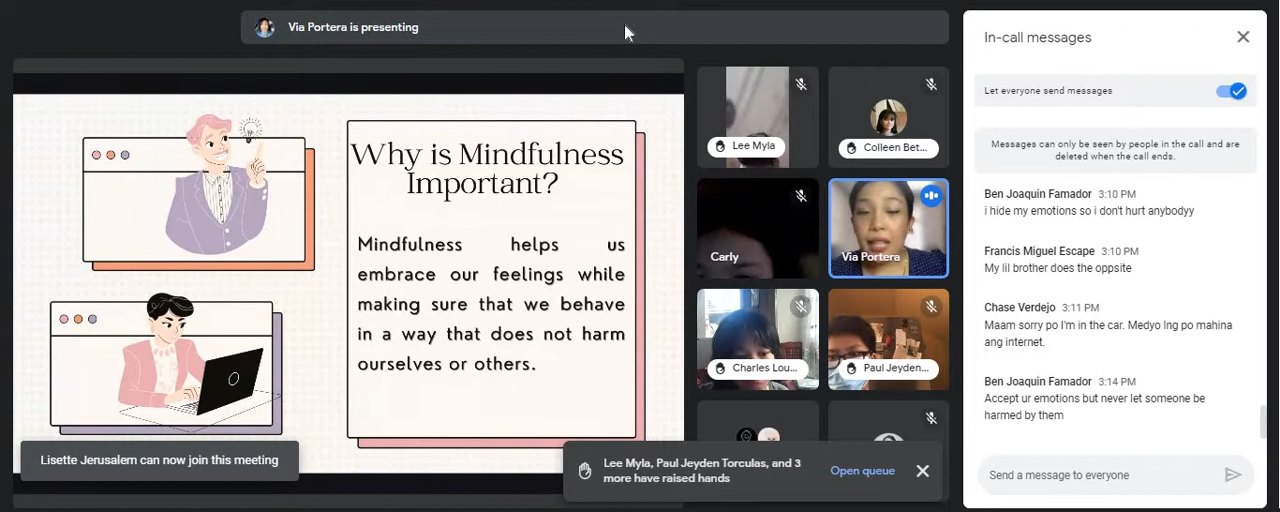 Via Portera is presenting
Why is Mindfulness
Important?
Mindfulness helps us
embrace our feelings while
making sure that we behave
in a way that does not harm
ourselves or others.
Lisette Jerusalem can now join this meeting
Lee Myla
Colleen Bet...
Carly
Via Portera
Charles Lou...
Paul Jeyden...
Lee Myla, Paul Jeyden Torculas, and 3
more have raised hands
Open queue
In-call messages
Let everyone send messages
Messages can only be seen by people in the call and are
deleted when the call ends.
Ben Joaquin Famador 3:10 PM
i hide my emotions so i don't hurt anybodyy
Francis Miguel Escape 3:10 PM
My lil brother does the oppsite
Chase Verdejo 3:11 PM
Maam sorry po I'm in the car. Medyo lng po mahina
ang internet.
Ben Joaquin Famador 3:14 PM
Accept ur emotions but never let someone be
harmed by them
Send a message to everyone